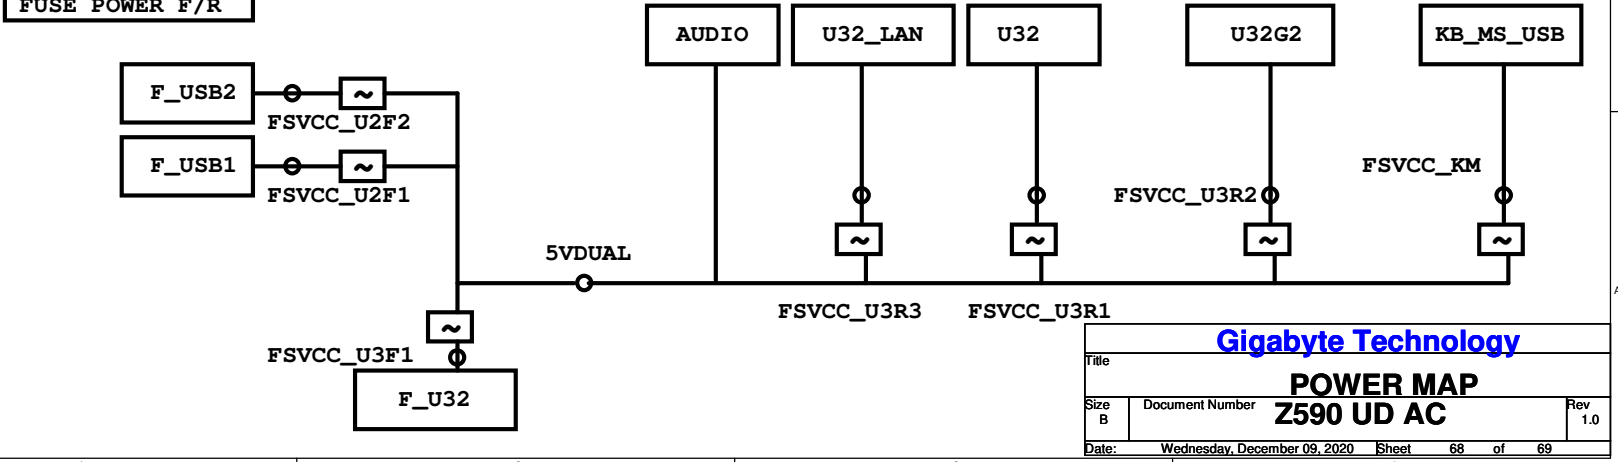 FUSE POWER F/R
AUDIO
U32_LAN
U32
U32G2
KB_MS_USB
F_USB2
FSVCC_U2F2
F_USB1
FSVCC_U2F1
FSVCC_KM
FSVCC_U3R2
5VDUAL
FSVCC_U3R3
FSVCC_U3R1
FSVCC_U3F1
F_U32
Gigabyte Technology
Title
POWER MAP
Size
B
Document Number
Z590 UD AC
Rev
1.0
Date: Wednesday, December 09, 2020 Sheet 68 of 69
A